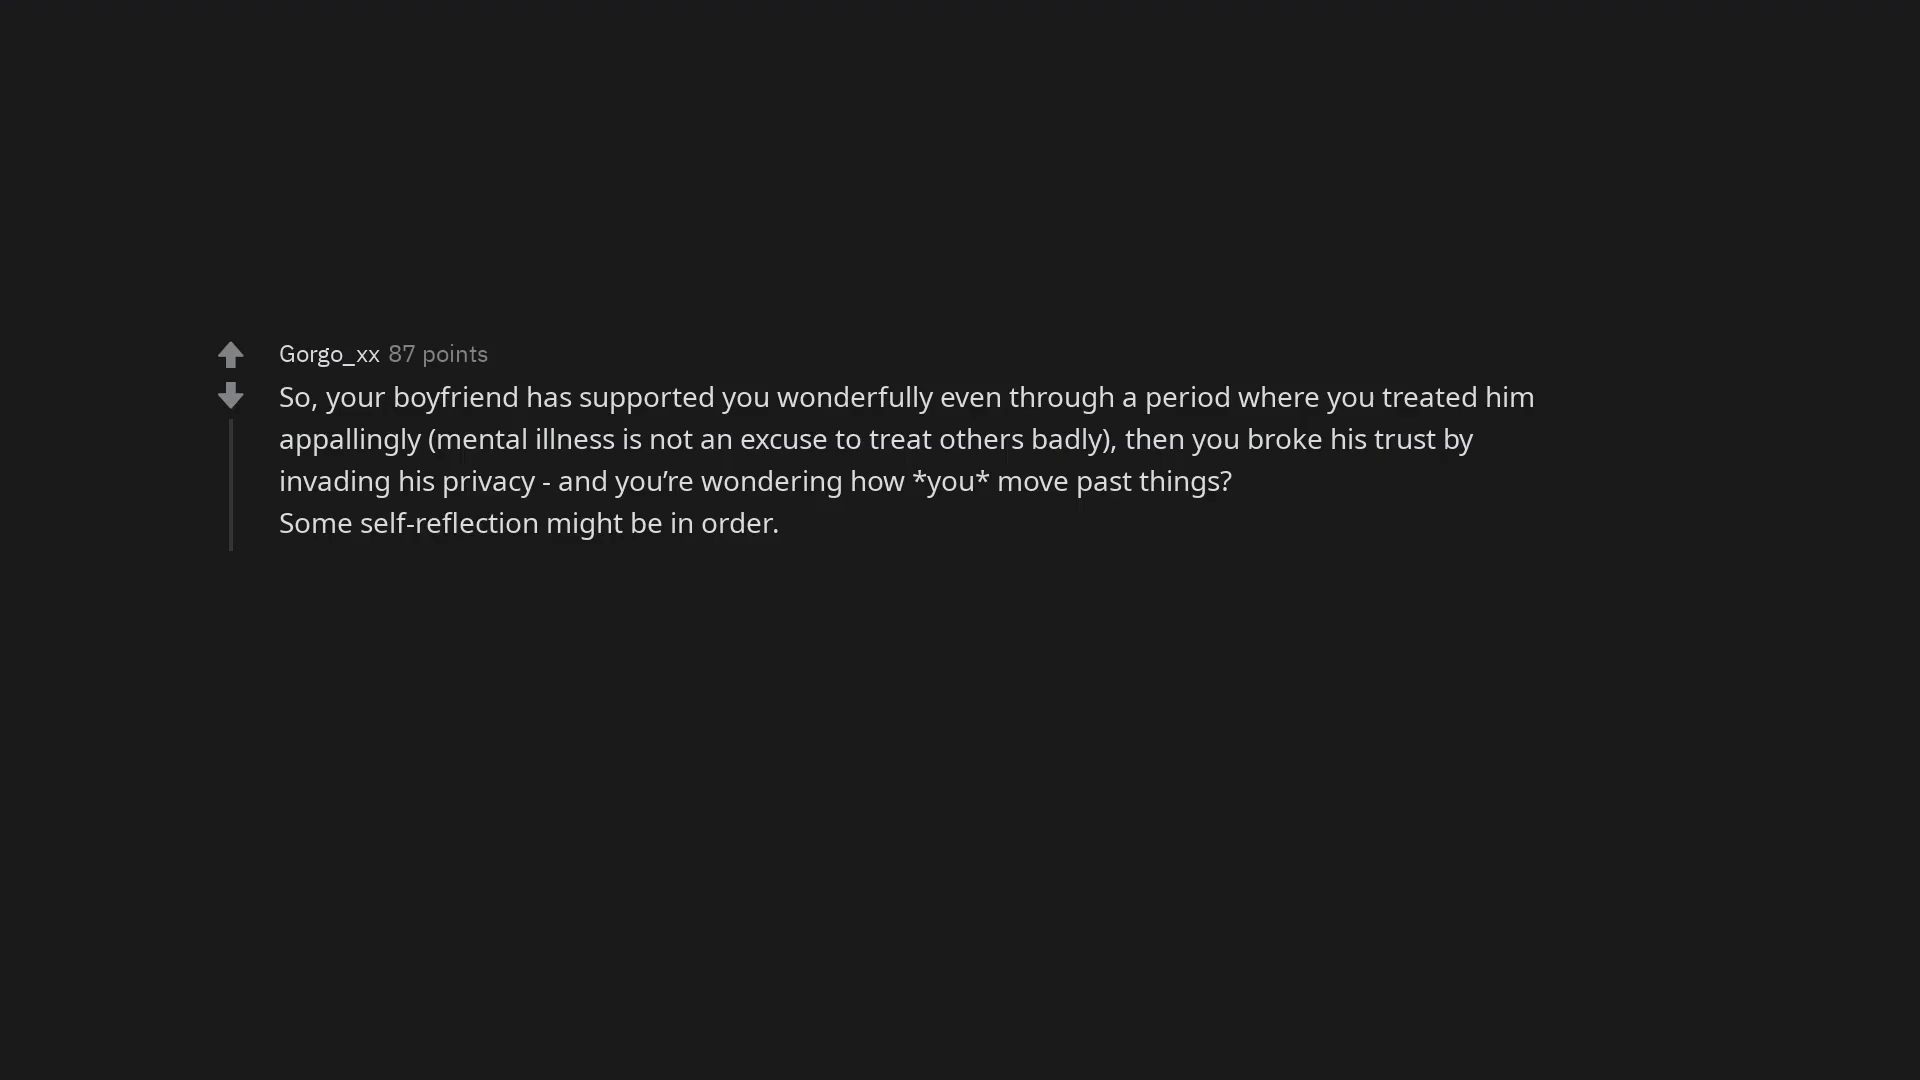 Gorgo_xx 87 points
So, your boyfriend has supported you wonderfully even through a period where you treated him
appallingly (mental illness is not an excuse to treat others badly), then you broke his trust by
invading his privacy - and you’re wondering how *you* move past things?
Some self-reflection might be in order.